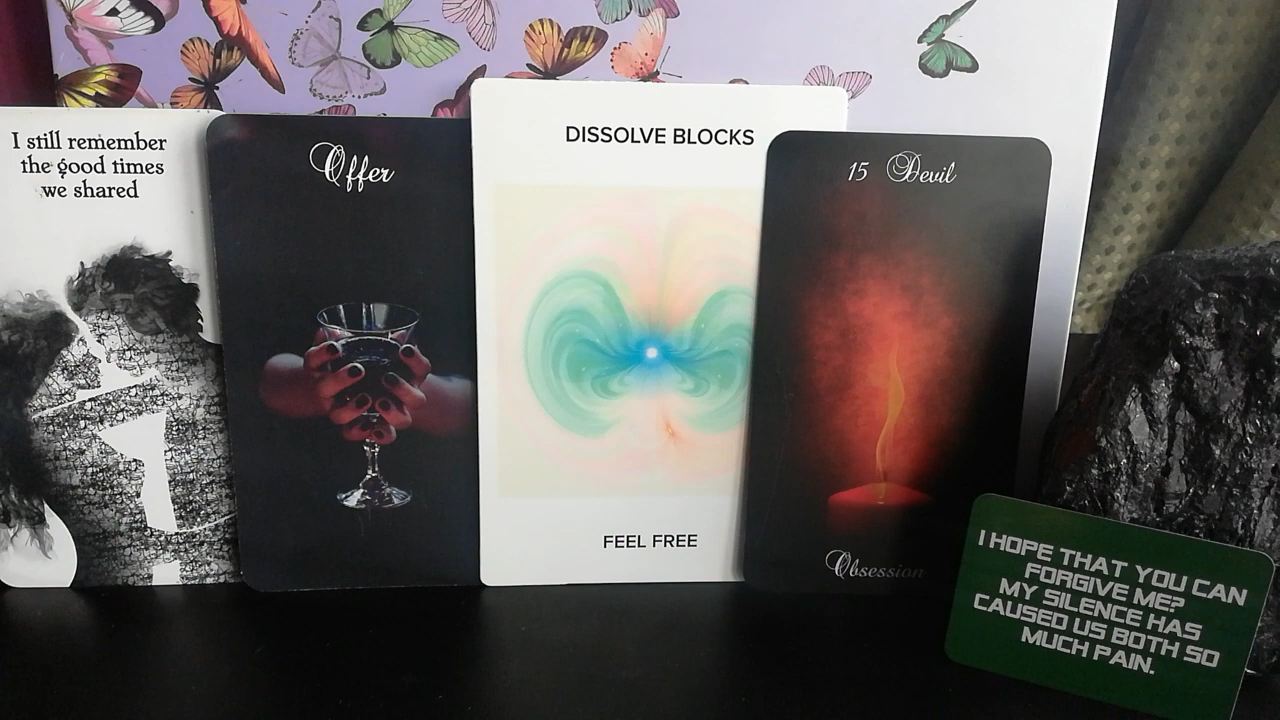 I still remember
the good times
we shared
Offer
DISSOLVE BLOCKS
FEEL FREE
15 Devil
Obsession
I HOPE THAT YOU CAN
FORGIVE ME?
MY SILENCE HAS
CAUSED US BOTH SO
MUCH PAIN.